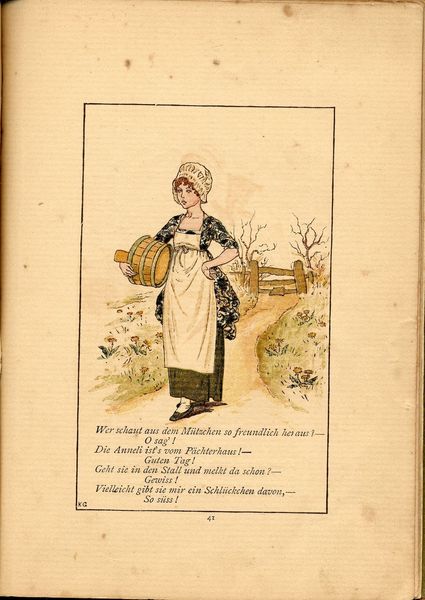 Wer schaut aus dem Mützchen so freundlich heraus?—
O sag'!
Die Anneli ist's vom Pächterhaus!—
Guten Tag!
Geht sie in den Stall und melkt da schon?—
Gewiss!
Vielleicht gibt sie mir ein Schlückchen davon,—
So süss!
KG
41